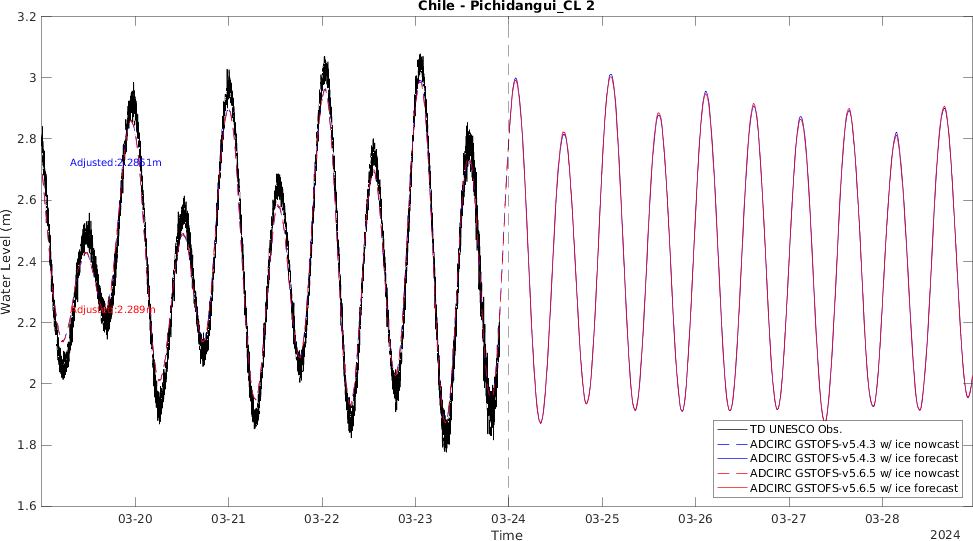 Chile - Pichidangui_CL 2
Water Level (m)
3.2
3
2.8
2.6
2.4
2.2
2
1.8
1.6
Adjusted:2.2851m
Adjusted:2.289m
TD UNESCO Obs.
ADCIRC GSTOFS-v5.4.3 w/ ice nowcast
ADCIRC GSTOFS-v5.4.3 w/ ice forecast
ADCIRC GSTOFS-v5.6.5 w/ ice nowcast
ADCIRC GSTOFS-v5.6.5 w/ ice forecast
03-20 03-21 03-22 03-23 03-24 03-25 03-26 03-27 03-28
Time
2024